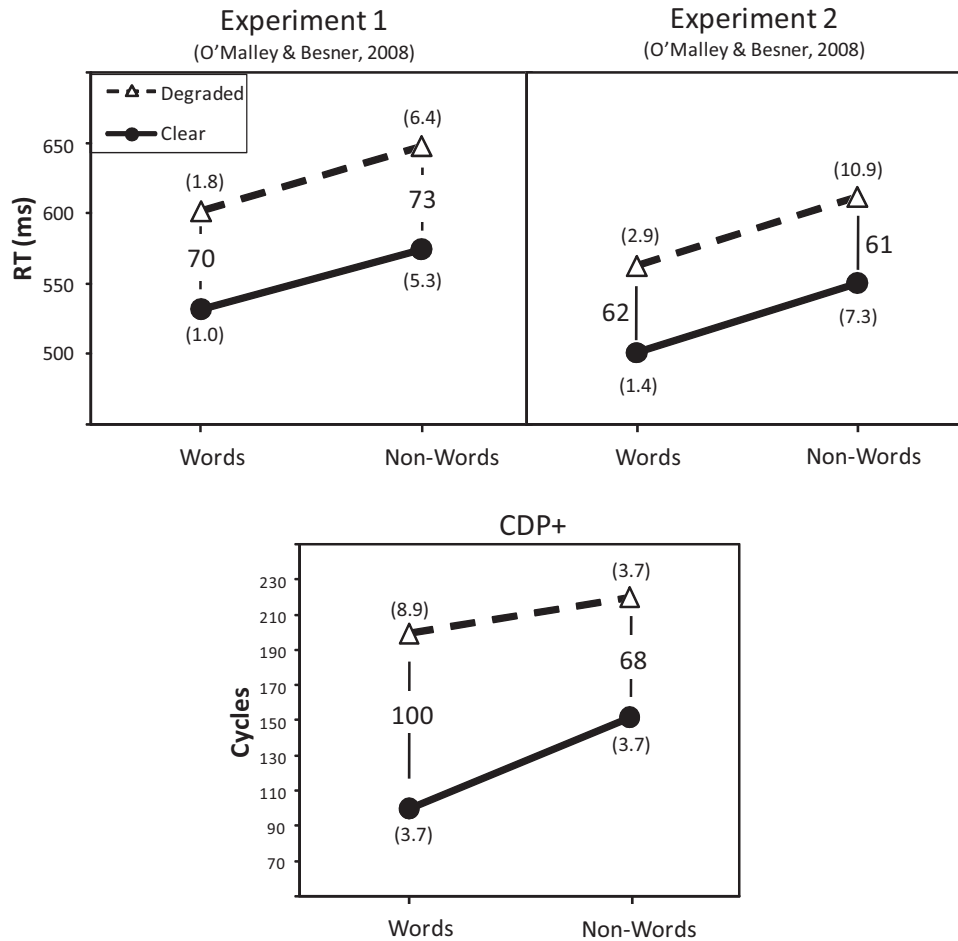 Experiment 1
(O'Malley & Besner, 2008)
Experiment 2
(O'Malley & Besner, 2008)
Degraded
Clear
RT (ms)
650
600
550
500
(1.8)
70
(1.0)
(6.4)
73
(5.3)
(2.9)
62
(1.4)
(10.9)
61
(7.3)
Words
Non-Words
Words
Non-Words
CDP+
Cycles
230
210
190
170
150
130
110
90
70
(8.9)
100
(3.7)
(3.7)
68
(3.7)
Words
Non-Words